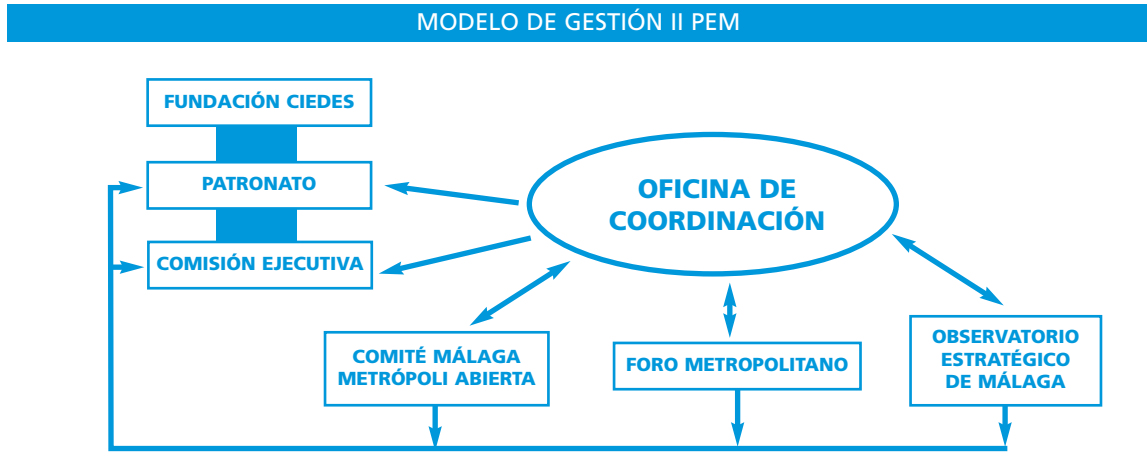 MODELO DE GESTIÓN II PEM
FUNDACIÓN CIEDES
PATRONATO
COMISIÓN EJECUTIVA
OFICINA DE
COORDINACIÓN
COMITÉ MÁLAGA
METRÓPOLI ABIERTA
FORO METROPOLITANO
OBSERVATORIO
ESTRATÉGICO
DE MÁLAGA